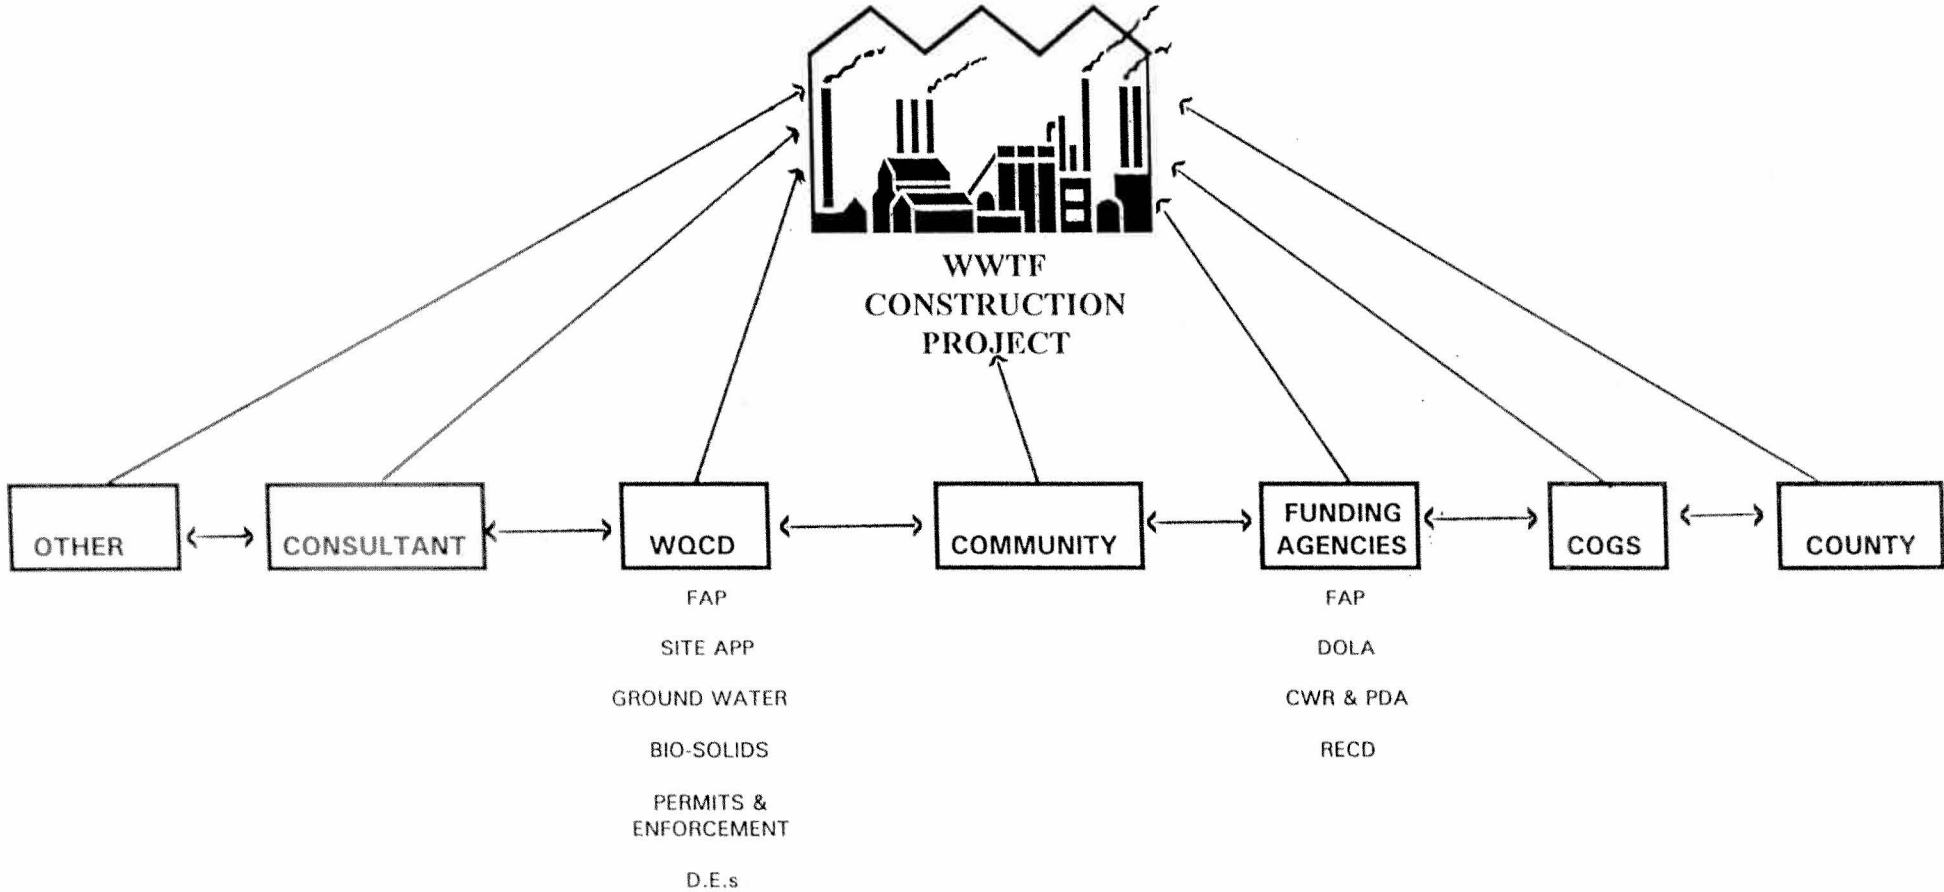 WWTF
CONSTRUCTION
PROJECT
OTHER
CONSULTANT
WQCD
COMMUNITY
FUNDING
AGENCIES
COGS
COUNTY
FAP
SITE APP
GROUND WATER
BIO-SOLIDS
PERMITS &
ENFORCEMENT
D.E.s
FAP
DOLA
CWR & PDA
RECD